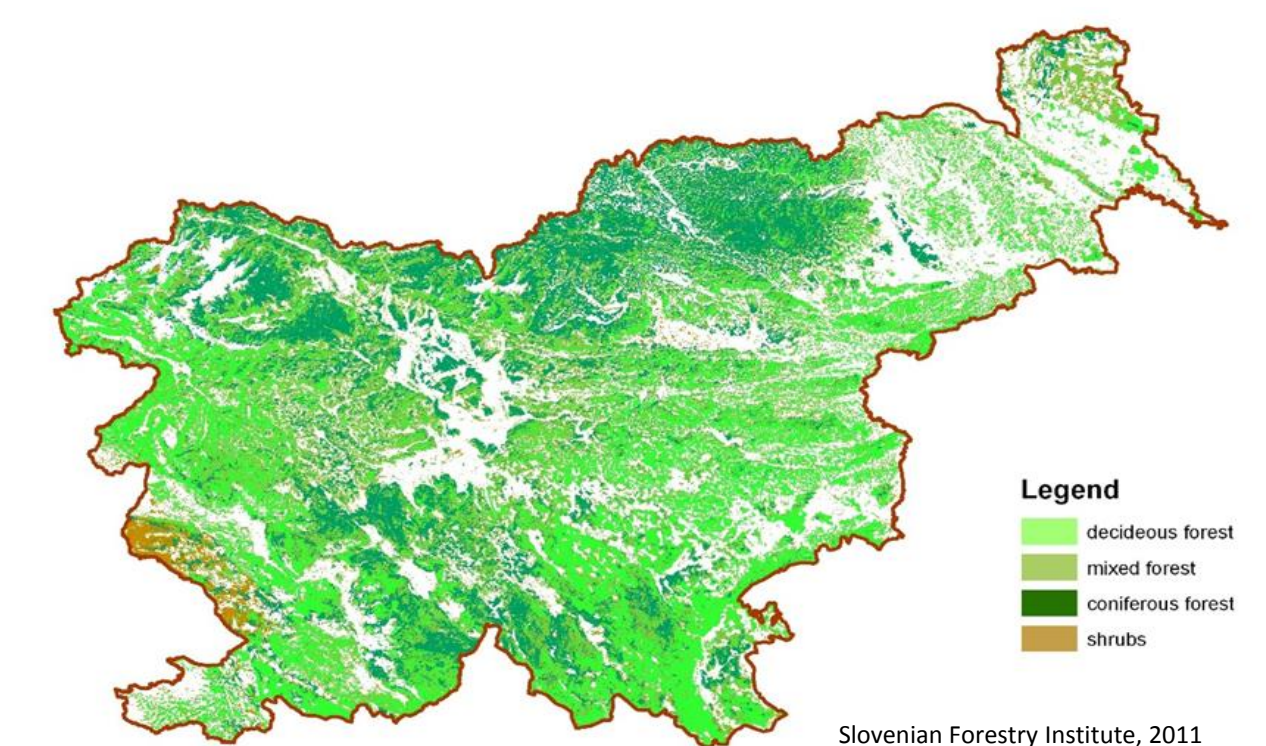 Legend
decideous forest
mixed forest
coniferous forest
shrubs
Slovenian Forestry Institute, 2011